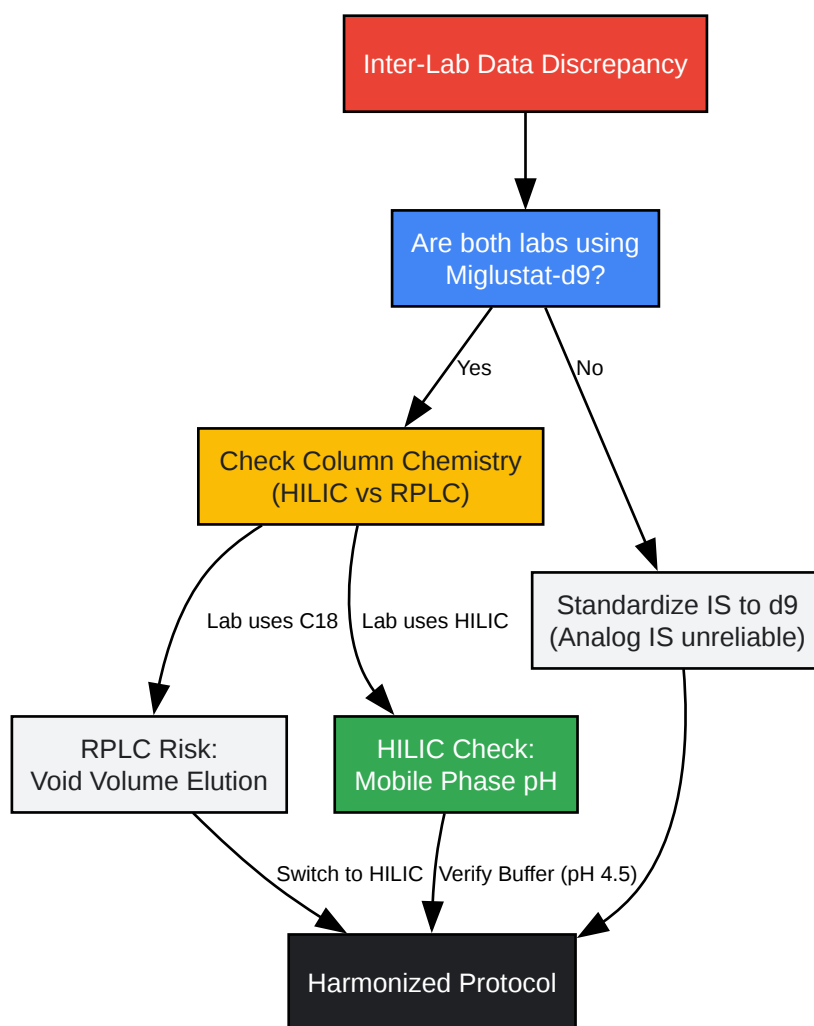 Inter-Lab Data Discrepancy
Are both labs using
Miglustat-d9?
Yes
No
Check Column Chemistry
(HILIC vs RPLC)
Standardize IS to d9
(Analog IS unreliable)
Lab uses C18
Lab uses HILIC
RPLC Risk:
Void Volume Elution
HILIC Check:
Mobile Phase pH
Switch to HILIC
Verify Buffer (pH 4.5)
Harmonized Protocol